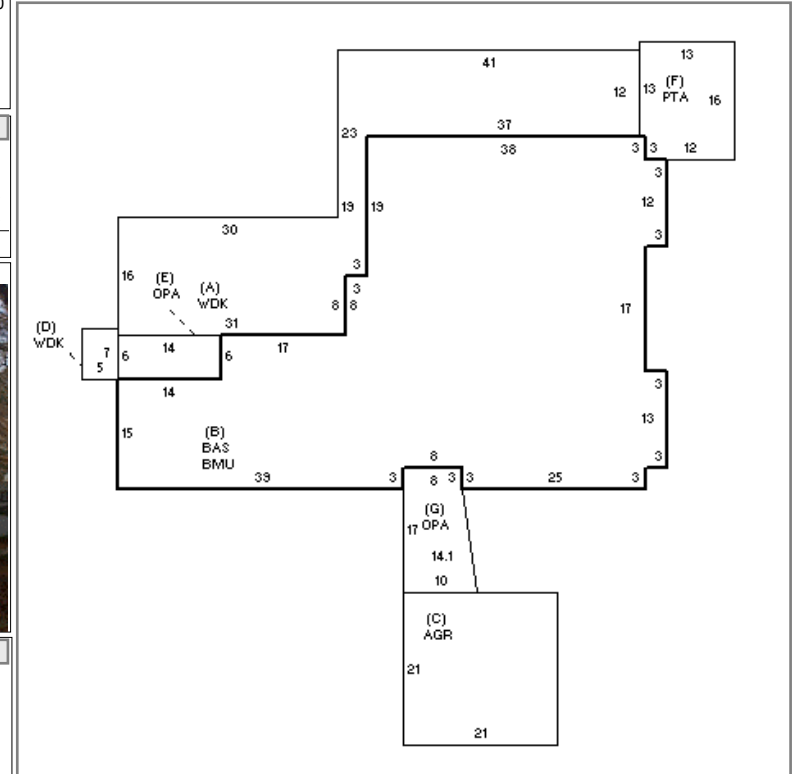 13
41
(F)
12 13 PTA 16
23 37
38 3 3 12
3
19 19 12
30 3
16 (E) (A) 3
OPA WDK 3
8 8 17
(D) 31
WDK 7 6 14 6 17
5
14 3
13
15 (B)
BAS 8 3
BMU
39 3 8 3 3 25 3
(G)
17 OPA
14.1
10
(C)
AGR
21
21